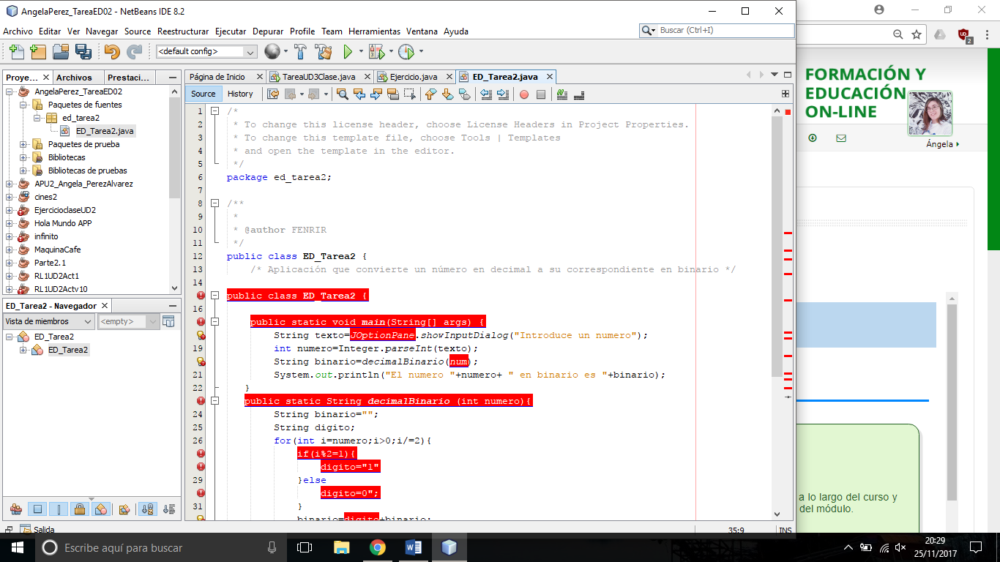 AngelaPerez_TareaED02 - NetBeans IDE 8.2
Archivo Editar Ver Navegar Source Reestructurar Ejecutar Depurar Profile Team Herramientas Ventana Ayuda
Buscar (Ctrl+I)
<default config>
Proye... Archivos Prestaci...
AngelaPerez_TareaED02
Paquetes de fuentes
ed_tarea2
ED_Tarea2.java
Paquetes de prueba
Bibliotecas
Bibliotecas de pruebas
APU2_Angela_PerezAlvarez
cines2
EjercicioclaseUD2
Hola Mundo APP
infinito
MaquinaCafe
Parte2.1
RL1UD2Act1
RL1UD2Actv10
ED_Tarea2 - Navegador
Vista de miembros <empty>
ED_Tarea2
ED_Tarea2
Página de Inicio TareaUD3Clase.java Ejercicio.java ED_Tarea2.java
Source History
1 /*
2 * To change this license header, choose License Headers in Project Properties.
3 * To change this template file, choose Tools | Templates
4 * and open the template in the editor.
5 */
6 package ed_tarea2;
7
8 /**
9 *
10 * @author FENRIR
11 */
12 public class ED_Tarea2 {
13 /* Aplicación que convierte un número en decimal a su correspondiente en binario */
14
public class ED_Tarea2 {
16
public static void main(String[] args) {
String texto=JOptionPane.showInputDialog("Introduce un numero");
19 int numero=Integer.parseInt(texto);
String binario=decimalBinario(num);
21 System.out.println("El numero "+numero+ " en binario es "+binario);
22 }
public static String decimalBinario (int numero){
24 String binario="";
25 String digito;
26 for(int i=numero;i>0;i/=2){
if(i%2=1){
digito="1"
29 }else
digito=0";
31 }
binario=digito+binario;
35:9 INS
Salida
FORMACIÓN Y
EDUCACIÓN
ON-LINE
Ángela
2
a lo largo del curso y
del módulo.
Escribe aquí para buscar
20:29
25/11/2017